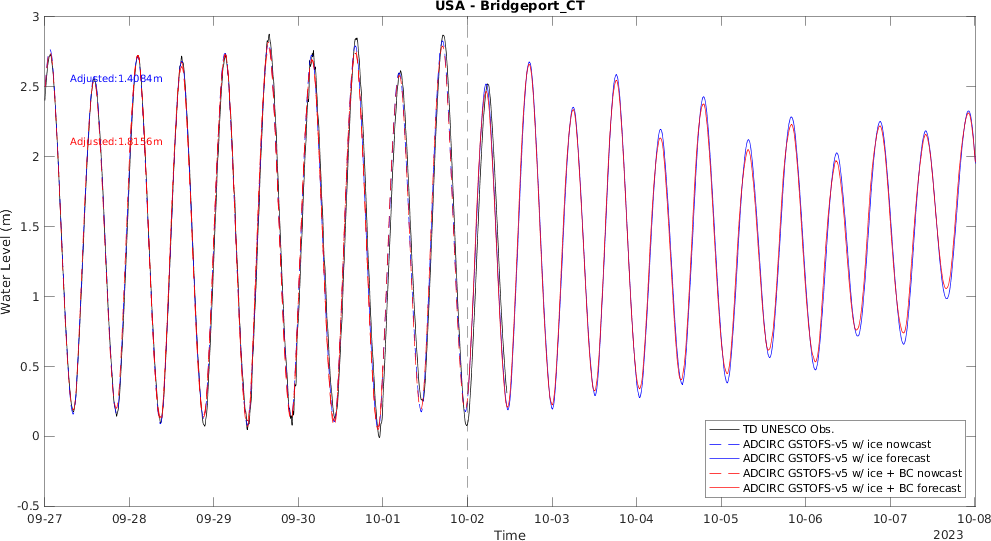 USA - Bridgeport_CT
3
2.5
2
1.5
1
0.5
0
-0.5
Water Level (m)
Adjusted:1.4084m
Adjusted:1.8156m
TD UNESCO Obs.
ADCIRC GSTOFS-v5 w/ ice nowcast
ADCIRC GSTOFS-v5 w/ ice forecast
ADCIRC GSTOFS-v5 w/ ice + BC nowcast
ADCIRC GSTOFS-v5 w/ ice + BC forecast
09-27 09-28 09-29 09-30 10-01 10-02 10-03 10-04 10-05 10-06 10-07 10-08
Time
2023